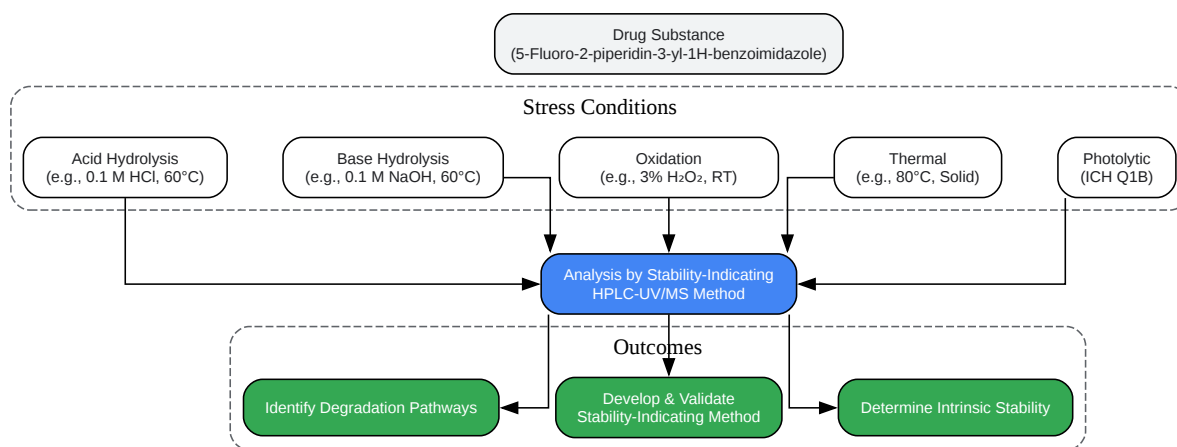 Drug Substance
(5-Fluoro-2-piperidin-3-yl-1H-benzoimidazole)
Stress Conditions
Acid Hydrolysis
(e.g., 0.1 M HCl, 60°C)
Base Hydrolysis
(e.g., 0.1 M NaOH, 60°C)
Oxidation
(e.g., 3% H₂O₂, RT)
Thermal
(e.g., 80°C, Solid)
Photolytic
(ICH Q1B)
Analysis by Stability-Indicating
HPLC-UV/MS Method
Outcomes
Identify Degradation Pathways
Develop & Validate
Stability-Indicating Method
Determine Intrinsic Stability